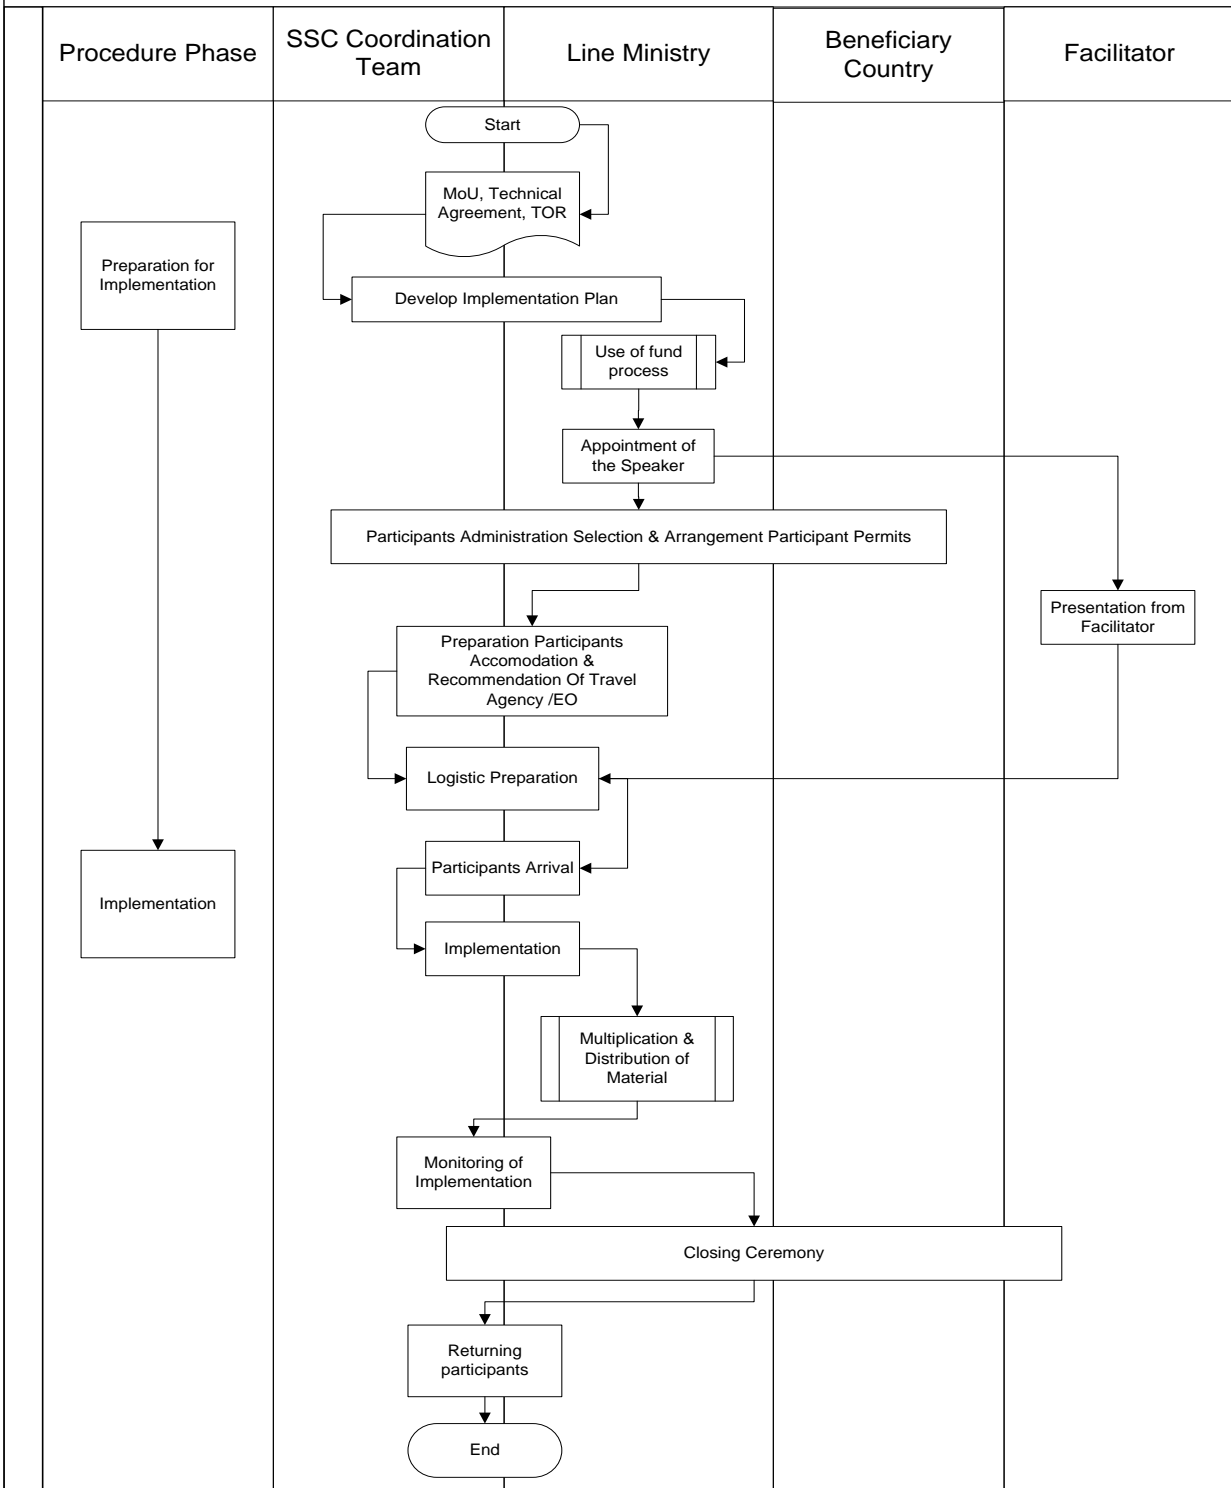 Procedure Phase
SSC Coordination
Team
Line Ministry
Beneficiary
Country
Facilitator
Start
MoU, Technical
Agreement, TOR
Preparation for
Implementation
Develop Implementation Plan
Use of fund
process
Appointment of
the Speaker
Participants Administration Selection & Arrangement Participant Permits
Presentation from
Facilitator
Preparation Participants
Accomodation &
Recommendation Of Travel
Agency /EO
Logistic Preparation
Participants Arrival
Implementation
Implementation
Multiplication &
Distribution of
Material
Monitoring of
Implementation
Closing Ceremony
Returning
participants
End